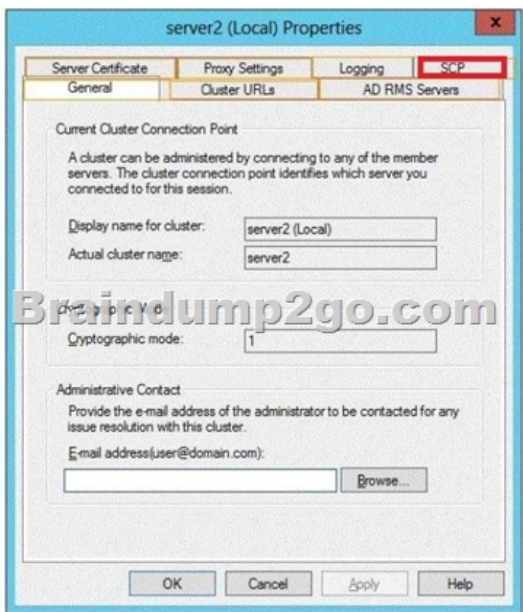 server2 (Local) Properties
x
Server Certificate
Proxy Settings
Logging
SCP
General
Cluster URLs
AD RMS Servers
Current Cluster Connection Point
A cluster can be administered by connecting to any of the member
servers. The cluster connection point identifies which server you
connected to for this session.
Display name for cluster:
server2 (Local)
Actual cluster name:
server2
Braindump2go.com
Cryptographic mode:
1
Administrative Contact
Provide the e-mail address of the administrator to be contacted for any
issue resolution with this cluster.
E-mail address(user@domain.com):
Browse...
OK
Cancel
Apply
Help